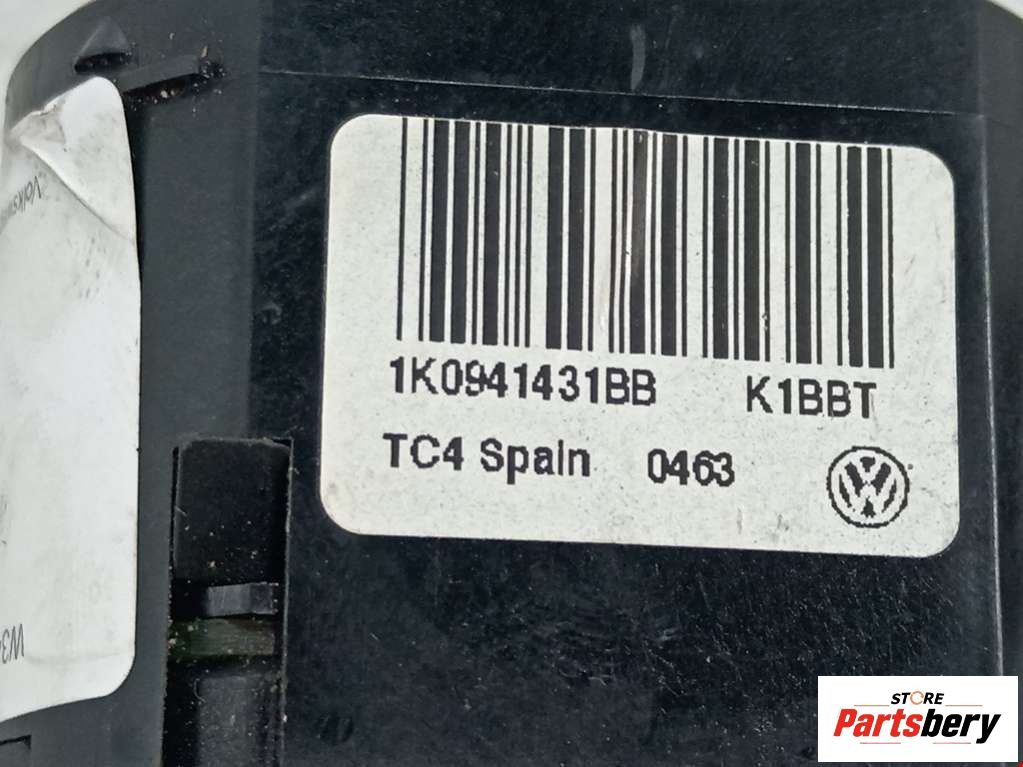 1K0941431BB K1BBT
TC4 Spain 0463
STORE
Partsbery